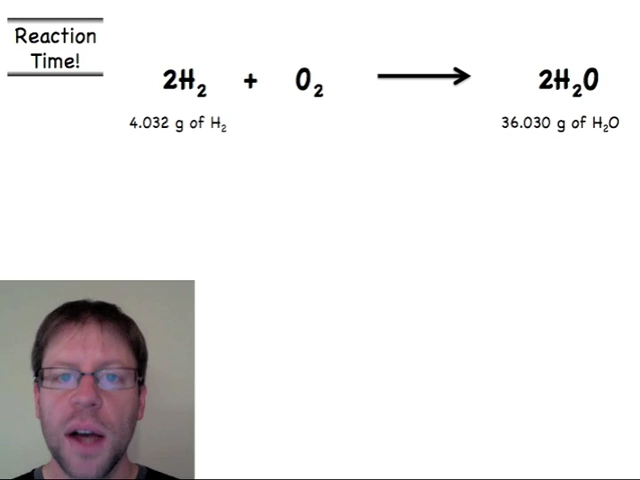 Reaction
Time!
2H₂ + O₂ → 2H₂O
4.032 g of H₂
36.030 g of H₂O